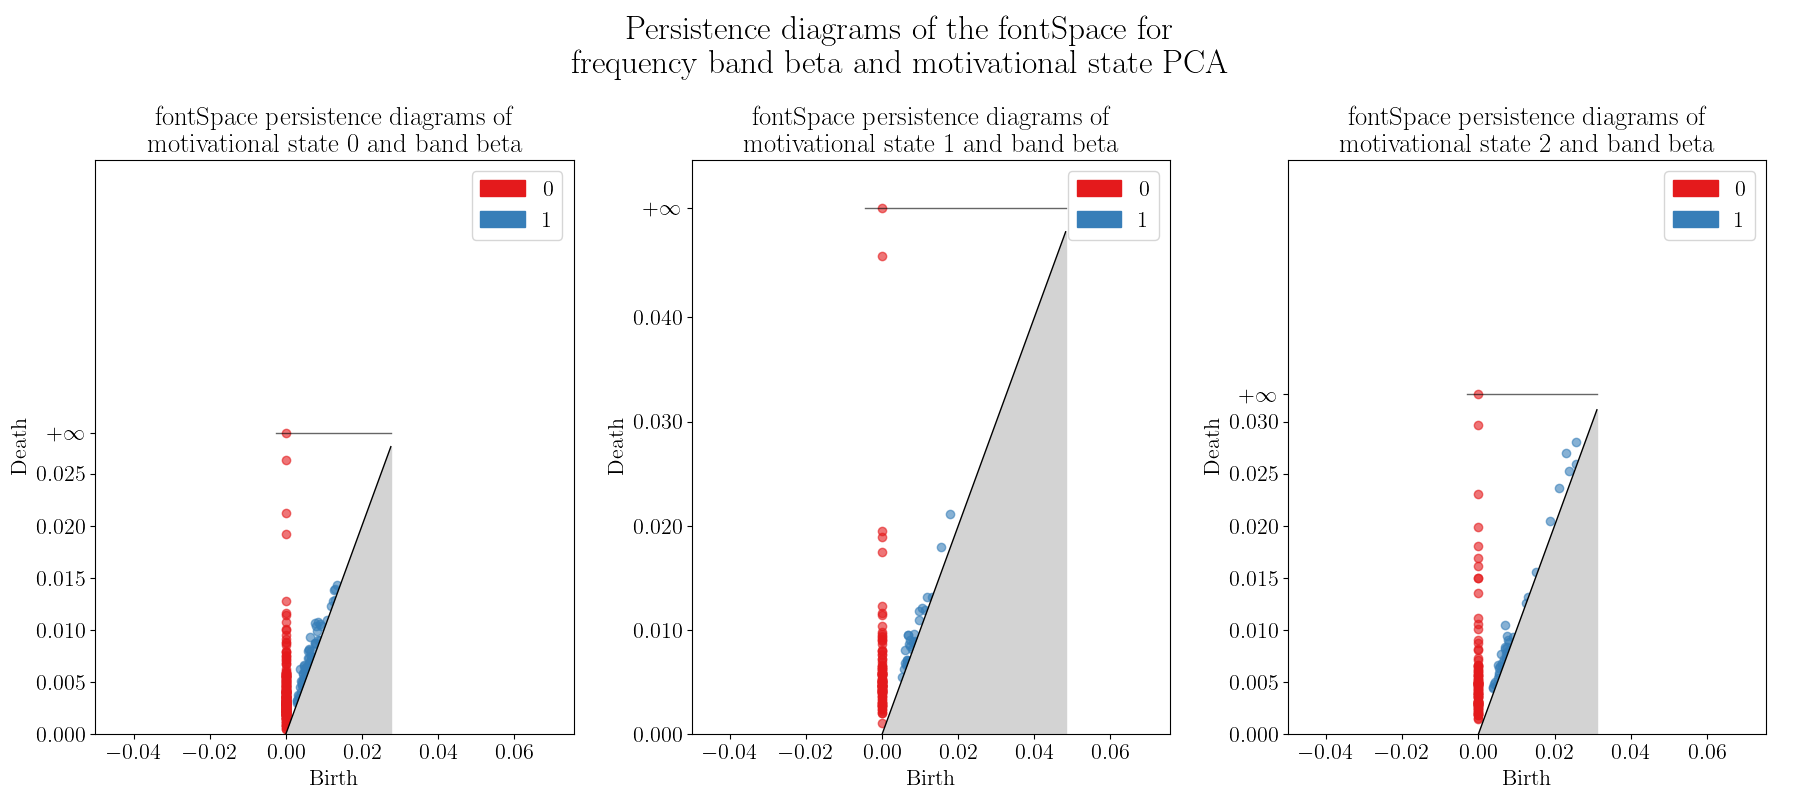 Persistence diagrams of the fontSpace for
frequency band beta and motivational state PCA
fontSpace persistence diagrams of
motivational state 0 and band beta
0
1
+∞
0.025
0.020
0.015
0.010
0.005
0.000
Death
−0.04 −0.02 0.00 0.02 0.04 0.06
Birth
fontSpace persistence diagrams of
motivational state 1 and band beta
0
1
+∞
0.040
0.030
0.020
0.010
0.000
Death
−0.04 −0.02 0.00 0.02 0.04 0.06
Birth
fontSpace persistence diagrams of
motivational state 2 and band beta
0
1
+∞
0.030
0.025
0.020
0.015
0.010
0.005
0.000
Death
−0.04 −0.02 0.00 0.02 0.04 0.06
Birth